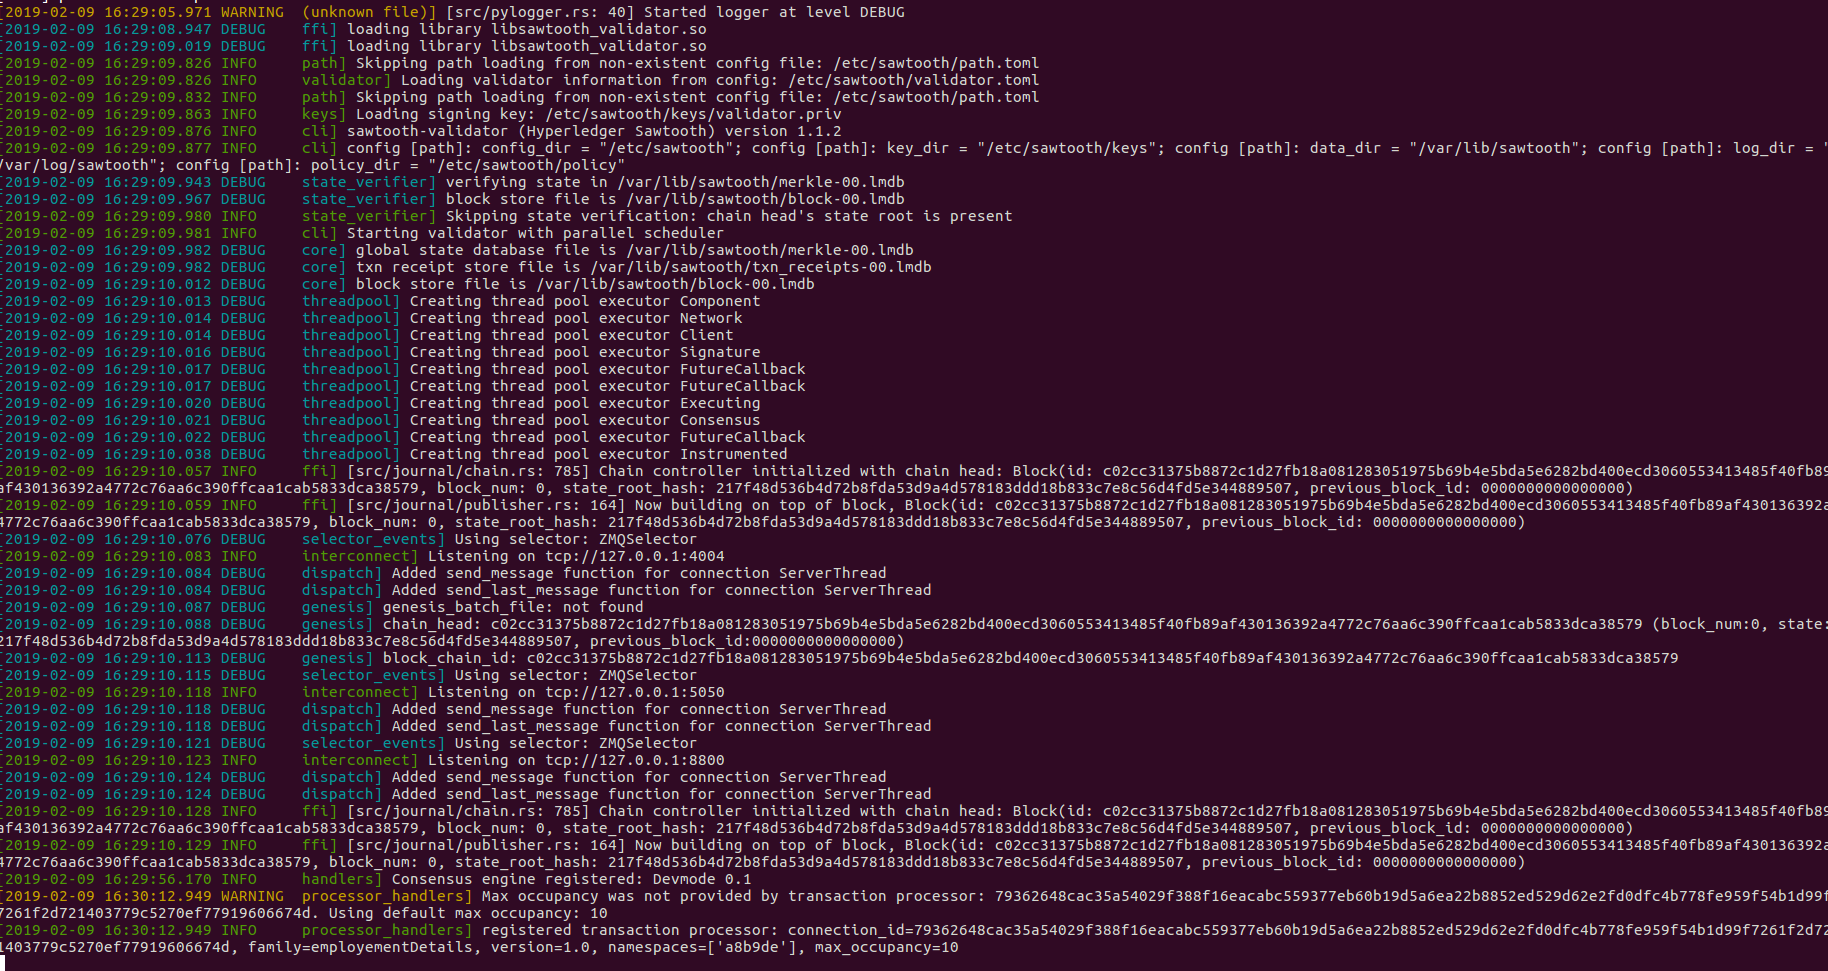 [2019-02-09 16:29:05.971 WARNING  (unknown file)] [src/pylogger.rs: 40] Started logger at level DEBUG
[2019-02-09 16:29:08.947 DEBUG    ffi] loading library libsawtooth_validator.so
[2019-02-09 16:29:09.019 DEBUG    ffi] loading library libsawtooth_validator.so
[2019-02-09 16:29:09.826 INFO     path] Skipping path loading from non-existent config file: /etc/sawtooth/path.toml
[2019-02-09 16:29:09.826 INFO     validator] Loading validator information from config: /etc/sawtooth/validator.toml
[2019-02-09 16:29:09.832 INFO     path] Skipping path loading from non-existent config file: /etc/sawtooth/path.toml
[2019-02-09 16:29:09.863 INFO     keys] Loading signing key: /etc/sawtooth/keys/validator.priv
[2019-02-09 16:29:09.876 INFO     cli] sawtooth-validator (Hyperledger Sawtooth) version 1.1.2
[2019-02-09 16:29:09.877 INFO     cli] config [path]: config_dir = "/etc/sawtooth"; config [path]: key_dir = "/etc/sawtooth/keys"; config [path]: data_dir = "/var/lib/sawtooth"; config [path]: log_dir = "
/var/log/sawtooth"; config [path]: policy_dir = "/etc/sawtooth/policy"
[2019-02-09 16:29:09.943 DEBUG    state_verifier] verifying state in /var/lib/sawtooth/merkle-00.lmdb
[2019-02-09 16:29:09.967 DEBUG    state_verifier] block store file is /var/lib/sawtooth/block-00.lmdb
[2019-02-09 16:29:09.980 INFO     state_verifier] Skipping state verification: chain head's state root is present
[2019-02-09 16:29:09.981 INFO     cli] Starting validator with parallel scheduler
[2019-02-09 16:29:09.982 DEBUG    core] global state database file is /var/lib/sawtooth/merkle-00.lmdb
[2019-02-09 16:29:09.982 DEBUG    core] txn receipt store file is /var/lib/sawtooth/txn_receipts-00.lmdb
[2019-02-09 16:29:10.012 DEBUG    core] block store file is /var/lib/sawtooth/block-00.lmdb
[2019-02-09 16:29:10.013 DEBUG    threadpool] Creating thread pool executor Component
[2019-02-09 16:29:10.014 DEBUG    threadpool] Creating thread pool executor Network
[2019-02-09 16:29:10.014 DEBUG    threadpool] Creating thread pool executor Client
[2019-02-09 16:29:10.016 DEBUG    threadpool] Creating thread pool executor Signature
[2019-02-09 16:29:10.017 DEBUG    threadpool] Creating thread pool executor FutureCallback
[2019-02-09 16:29:10.017 DEBUG    threadpool] Creating thread pool executor FutureCallback
[2019-02-09 16:29:10.020 DEBUG    threadpool] Creating thread pool executor Executing
[2019-02-09 16:29:10.021 DEBUG    threadpool] Creating thread pool executor Consensus
[2019-02-09 16:29:10.022 DEBUG    threadpool] Creating thread pool executor FutureCallback
[2019-02-09 16:29:10.038 DEBUG    threadpool] Creating thread pool executor Instrumented
[2019-02-09 16:29:10.057 INFO     ffi] [src/journal/chain.rs: 785] Chain controller initialized with chain head: Block(id: c02cc31375b8872c1d27fb18a081283051975b69b4e5bda5e6282bd400ecd3060553413485f40fb89
af430136392a4772c76aa6c390ffcaa1cab5833dca38579, block_num: 0, state_root_hash: 217f48d536b4d72b8fda53d9a4d578183ddd18b833c7e8c56d4fd5e344889507, previous_block_id: 0000000000000000)
[2019-02-09 16:29:10.059 INFO     ffi] [src/journal/publisher.rs: 164] Now building on top of block, Block(id: c02cc31375b8872c1d27fb18a081283051975b69b4e5bda5e6282bd400ecd3060553413485f40fb89af430136392a
4772c76aa6c390ffcaa1cab5833dca38579, block_num: 0, state_root_hash: 217f48d536b4d72b8fda53d9a4d578183ddd18b833c7e8c56d4fd5e344889507, previous_block_id: 0000000000000000)
[2019-02-09 16:29:10.076 DEBUG    selector_events] Using selector: ZMQSelector
[2019-02-09 16:29:10.083 INFO     interconnect] Listening on tcp://127.0.0.1:4004
[2019-02-09 16:29:10.084 DEBUG    dispatch] Added send_message function for connection ServerThread
[2019-02-09 16:29:10.084 DEBUG    dispatch] Added send_last_message function for connection ServerThread
[2019-02-09 16:29:10.087 DEBUG    genesis] genesis_batch_file: not found
[2019-02-09 16:29:10.088 DEBUG    genesis] chain_head: c02cc31375b8872c1d27fb18a081283051975b69b4e5bda5e6282bd400ecd3060553413485f40fb89af430136392a4772c76aa6c390ffcaa1cab5833dca38579 (block_num:0, state:
217f48d536b4d72b8fda53d9a4d578183ddd18b833c7e8c56d4fd5e344889507, previous_block_id:0000000000000000)
[2019-02-09 16:29:10.113 DEBUG    genesis] block_chain_id: c02cc31375b8872c1d27fb18a081283051975b69b4e5bda5e6282bd400ecd3060553413485f40fb89af430136392a4772c76aa6c390ffcaa1cab5833dca38579
[2019-02-09 16:29:10.115 DEBUG    selector_events] Using selector: ZMQSelector
[2019-02-09 16:29:10.118 INFO     interconnect] Listening on tcp://127.0.0.1:5050
[2019-02-09 16:29:10.118 DEBUG    dispatch] Added send_message function for connection ServerThread
[2019-02-09 16:29:10.118 DEBUG    dispatch] Added send_last_message function for connection ServerThread
[2019-02-09 16:29:10.121 DEBUG    selector_events] Using selector: ZMQSelector
[2019-02-09 16:29:10.123 INFO     interconnect] Listening on tcp://127.0.0.1:8800
[2019-02-09 16:29:10.124 DEBUG    dispatch] Added send_message function for connection ServerThread
[2019-02-09 16:29:10.124 DEBUG    dispatch] Added send_last_message function for connection ServerThread
[2019-02-09 16:29:10.128 INFO     ffi] [src/journal/chain.rs: 785] Chain controller initialized with chain head: Block(id: c02cc31375b8872c1d27fb18a081283051975b69b4e5bda5e6282bd400ecd3060553413485f40fb89
af430136392a4772c76aa6c390ffcaa1cab5833dca38579, block_num: 0, state_root_hash: 217f48d536b4d72b8fda53d9a4d578183ddd18b833c7e8c56d4fd5e344889507, previous_block_id: 0000000000000000)
[2019-02-09 16:29:10.129 INFO     ffi] [src/journal/publisher.rs: 164] Now building on top of block, Block(id: c02cc31375b8872c1d27fb18a081283051975b69b4e5bda5e6282bd400ecd3060553413485f40fb89af430136392a
4772c76aa6c390ffcaa1cab5833dca38579, block_num: 0, state_root_hash: 217f48d536b4d72b8fda53d9a4d578183ddd18b833c7e8c56d4fd5e344889507, previous_block_id: 0000000000000000)
[2019-02-09 16:29:56.170 INFO     handlers] Consensus engine registered: Devmode 0.1
[2019-02-09 16:30:12.949 WARNING  processor_handlers] Max occupancy was not provided by transaction processor: 79362648cac35a54029f388f16eacabc559377eb60b19d5a6ea22b8852ed529d62e2fd0dfc4b778fe959f54b1d99f
7261f2d721403779c5270ef77919606674d. Using default max occupancy: 10
[2019-02-09 16:30:12.949 INFO     processor_handlers] registered transaction processor: connection_id=79362648cac35a54029f388f16eacabc559377eb60b19d5a6ea22b8852ed529d62e2fd0dfc4b778fe959f54b1d99f7261f2d72
1403779c5270ef77919606674d, family=employementDetails, version=1.0, namespaces=['a8b9de'], max_occupancy=10